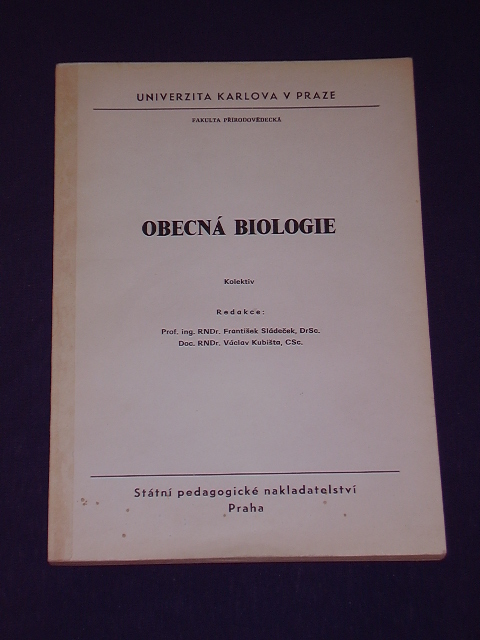 UNIVERZITA KARLOVA V PRAZE
FAKULTA PŘÍRODOVĚDECKÁ
OBECNÁ BIOLOGIE
Kolektiv
Redakce:
Prof. ing. RNDr. František Sládeček, DrSc.
Doc. RNDr. Václav Kubišta, CSc.
Státní pedagogické nakladatelství
Praha